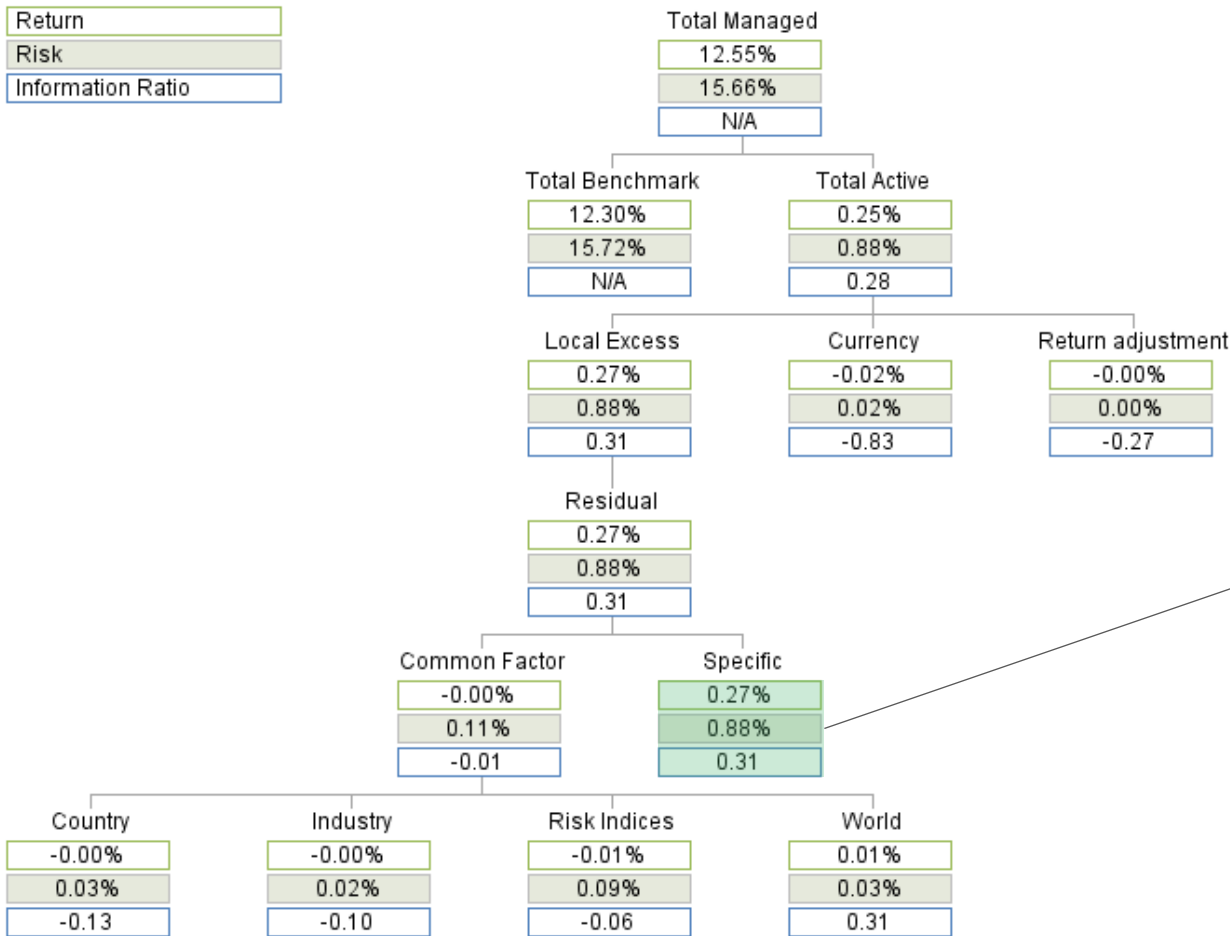 Return
Risk
Information Ratio
Total Managed
12.55%
15.66%
N/A
Total Benchmark
12.30%
15.72%
N/A
Total Active
0.25%
0.88%
0.28
Local Excess
0.27%
0.88%
0.31
Currency
-0.02%
0.02%
-0.83
Return adjustment
-0.00%
0.00%
-0.27
Residual
0.27%
0.88%
0.31
Common Factor
-0.00%
0.11%
-0.01
Specific
0.27%
0.88%
0.31
Country
-0.00%
0.03%
-0.13
Industry
-0.00%
0.02%
-0.10
Risk Indices
-0.01%
0.09%
-0.06
World
0.01%
0.03%
0.31